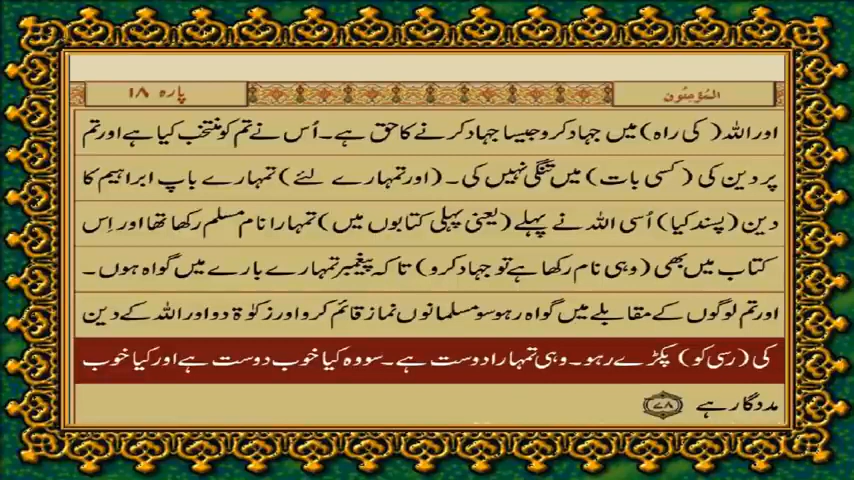 پارہ ۱۸ المؤمنون
اور الله (کی راہ) میں جہاد کرو جیسا جہاد کرنے کا حق ہے۔ اُس نے تم کو منتخب کیا ہے اور تم
پر دین کی (کسی بات) میں تنگی نہیں کی۔ (اور تمہارے لئے) تمہارے باپ ابراہیم کا
دین (پسند کیا) اُسی الله نے پہلے (یعنی پہلی کتابوں میں) تمہارا نام مسلم رکھا تھا اور اِس
کتاب میں بھی (وہی نام رکھا ہے تو جہاد کرو) تاکہ پیغمبر تمہارے بارے میں گواہ ہوں۔
اور تم لوگوں کے مقابلے میں گواہ رہو سو مسلمانوں نماز قائم کرو اور زکوٰۃ دو اور الله کے دین
کی (رسی کو) پکڑے رہو۔ وہی تمہارا دوست ہے۔ سو وہ کیا خوب دوست ہے اور کیا خوب
مددگار ہے ۷۸